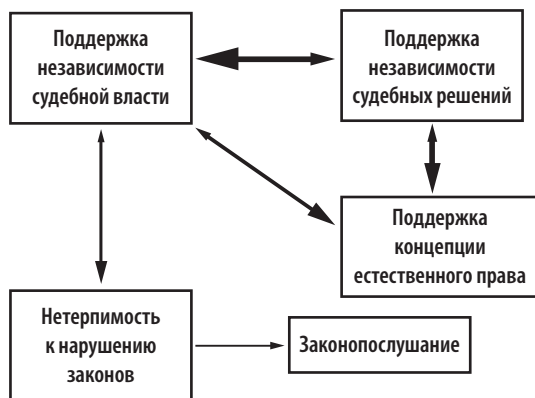 Поддержка
независимости
судебной власти
Поддержка
независимости
судебных решений
Поддержка
концепции
естественного права
Нетерпимость
к нарушению
законов
Законопослушание